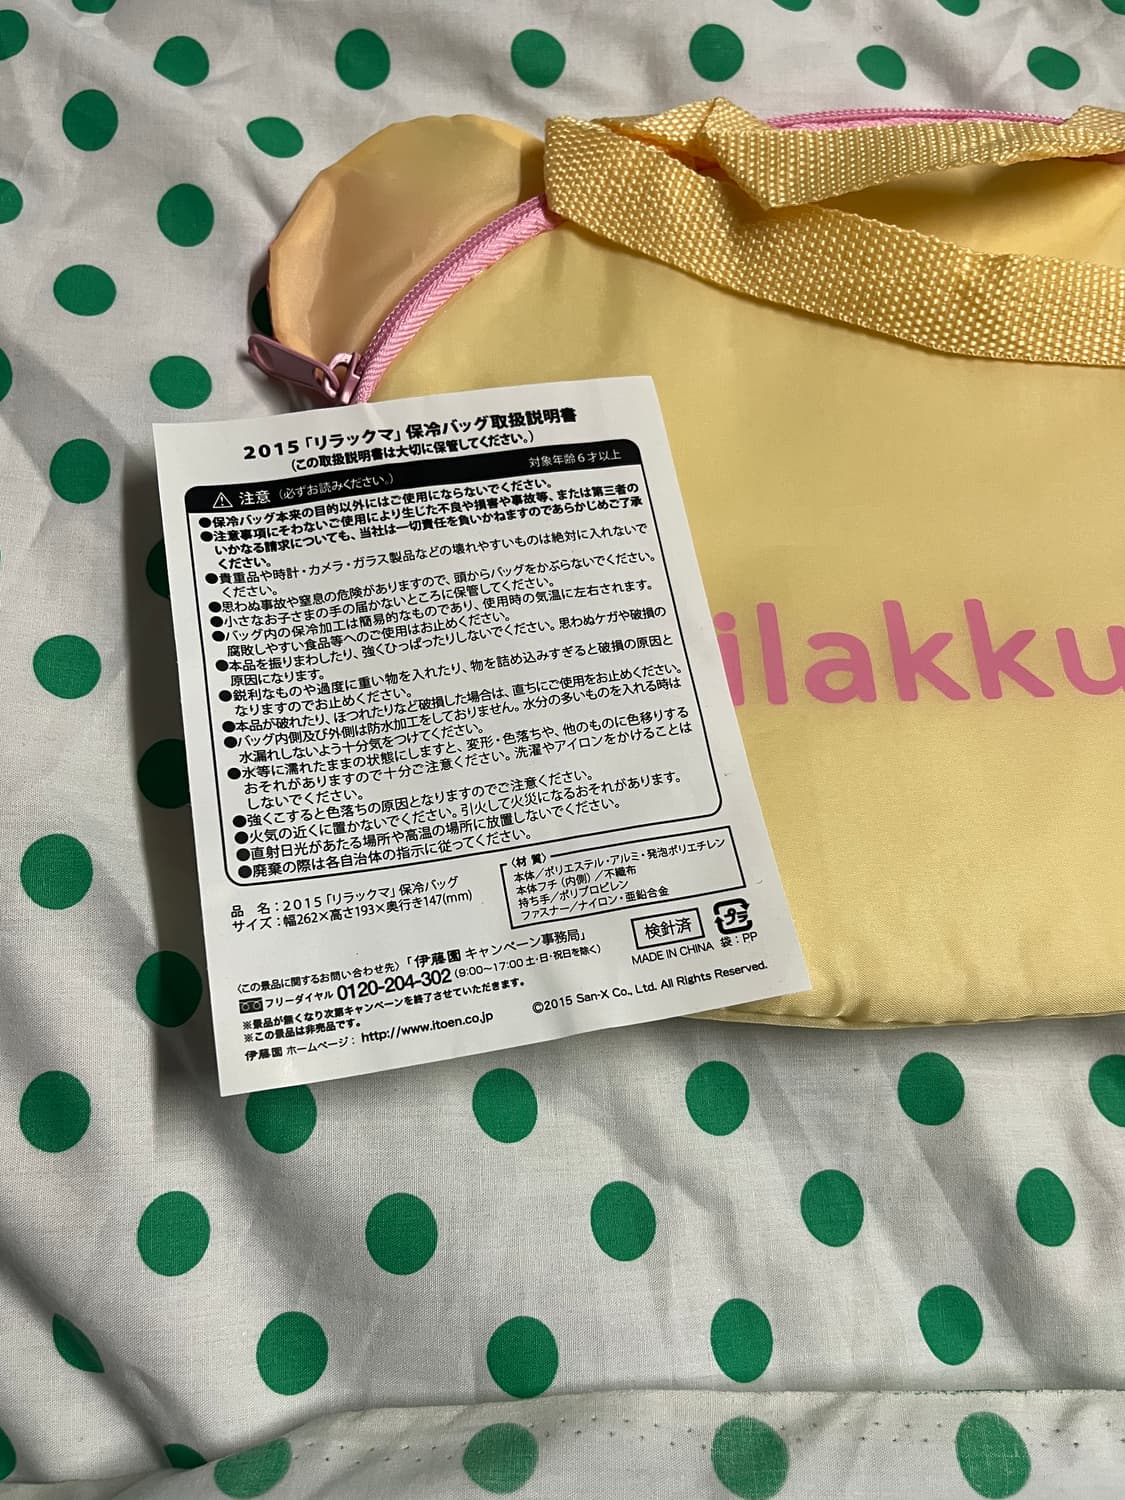 2015「リラックマ」保冷バッグ取扱説明書
(この取扱説明書は大切に保管してください。)
注意(必ずお読みください。) 対象年齢6才以上
●保冷バッグ本来の目的以外にはご使用にならないでください。
●注意事項にそわないご使用により生じた不良や損害や事故等、または第三者の
いかなる請求についても、当社は一切責任を負いかねますのであらかじめご了承
ください。
●貴重品や時計・カメラ・ガラス製品などの壊れやすいものは絶対に入れないで
ください。
●思わぬ事故や窒息の危険がありますので、頭からバッグをかぶらないでください。
●小さなお子さまの手の届かないところに保管してください。
●バッグ内の保冷加工は簡易的なものであり、使用時の気温に左右されます。
腐敗しやすい食品等へのご使用はお止めください。
●本品を振りまわしたり、強くひっぱったりしないでください。思わぬケガや破損の
原因になります。
●鋭利なものや過度に重い物を入れたり、物を詰め込みすぎると破損の原因と
なりますのでお止めください。
●本品が破れたり、ほつれたりなど破損した場合は、直ちにご使用をお止めください。
●バッグ内側及び外側は防水加工をしておりません。水分の多いものを入れる時は
水漏れしないよう十分気をつけてください。
●水等に濡れたままの状態にしますと、変形・色落ちや、他のものに色移りする
おそれがありますので十分ご注意ください。洗濯やアイロンをかけることは
しないでください。
●強くこすると色落ちの原因となりますのでご注意ください。
●火気の近くに置かないでください。引火して火災になるおそれがあります。
●直射日光があたる場所や高温の場所に放置しないでください。
●廃棄の際は各自治体の指示に従ってください。
品 名:2015「リラックマ」保冷バッグ
サイズ:幅262×高さ193×奥行き147(mm)
〈材 質〉
本体/ポリエステル・アルミ・発泡ポリエチレン
本体フチ(内側)/不織布
持ち手/ポリプロピレン
ファスナー/ナイロン・亜鉛合金
検針済
プラ
MADE IN CHINA 袋:PP
〈この景品に関するお問い合わせ先〉「伊藤園 キャンペーン事務局」
フリーダイヤル 0120-204-302 (9:00~17:00 土・日・祝日を除く)
※景品が無くなり次第キャンペーンを終了させていただきます。
※この景品は非売品です。
伊藤園 ホームページ: http://www.itoen.co.jp
©2015 San-X Co., Ltd. All Rights Reserved.
ilakku